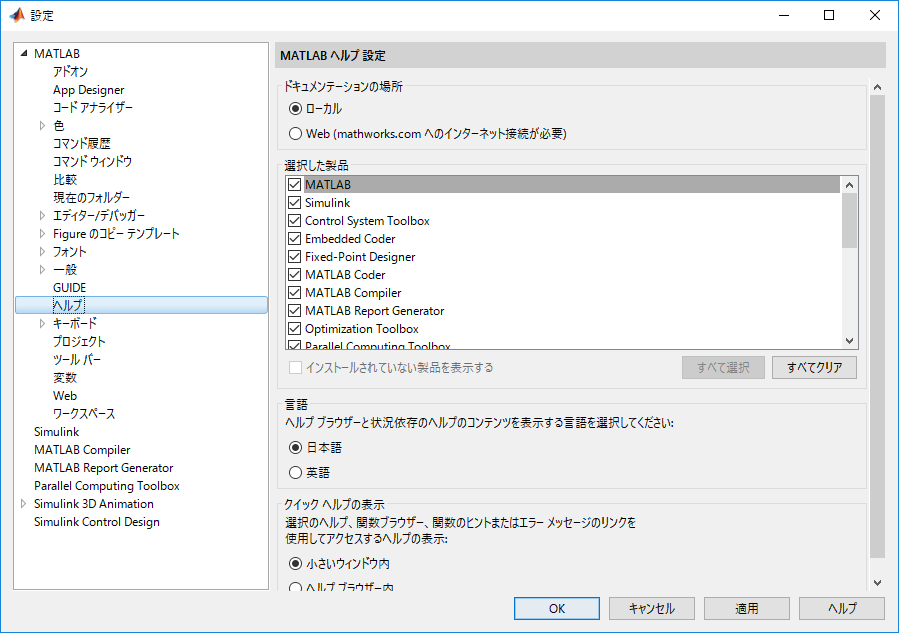 設定
MATLAB
アドオン
App Designer
コード アナライザー
色
コマンド履歴
コマンド ウィンドウ
比較
現在のフォルダー
エディター/デバッガー
Figure のコピー テンプレート
フォント
一般
GUIDE
ヘルプ
キーボード
プロジェクト
ツール バー
変数
Web
ワークスペース
Simulink
MATLAB Compiler
MATLAB Report Generator
Parallel Computing Toolbox
Simulink 3D Animation
Simulink Control Design
MATLAB ヘルプ 設定
ドキュメンテーションの場所
ローカル
Web (mathworks.com へのインターネット接続が必要)
選択した製品
MATLAB
Simulink
Control System Toolbox
Embedded Coder
Fixed-Point Designer
MATLAB Coder
MATLAB Compiler
MATLAB Report Generator
Optimization Toolbox
Parallel Computing Toolbox
インストールされていない製品を表示する
すべて選択
すべてクリア
言語
ヘルプ ブラウザーと状況依存のヘルプのコンテンツを表示する言語を選択してください:
日本語
英語
クイック ヘルプの表示
選択のヘルプ、関数ブラウザー、関数のヒントまたはエラー メッセージのリンクを
使用してアクセスするヘルプの表示:
小さいウィンドウ内
ヘルプ ブラウザー内
OK
キャンセル
適用
ヘルプ